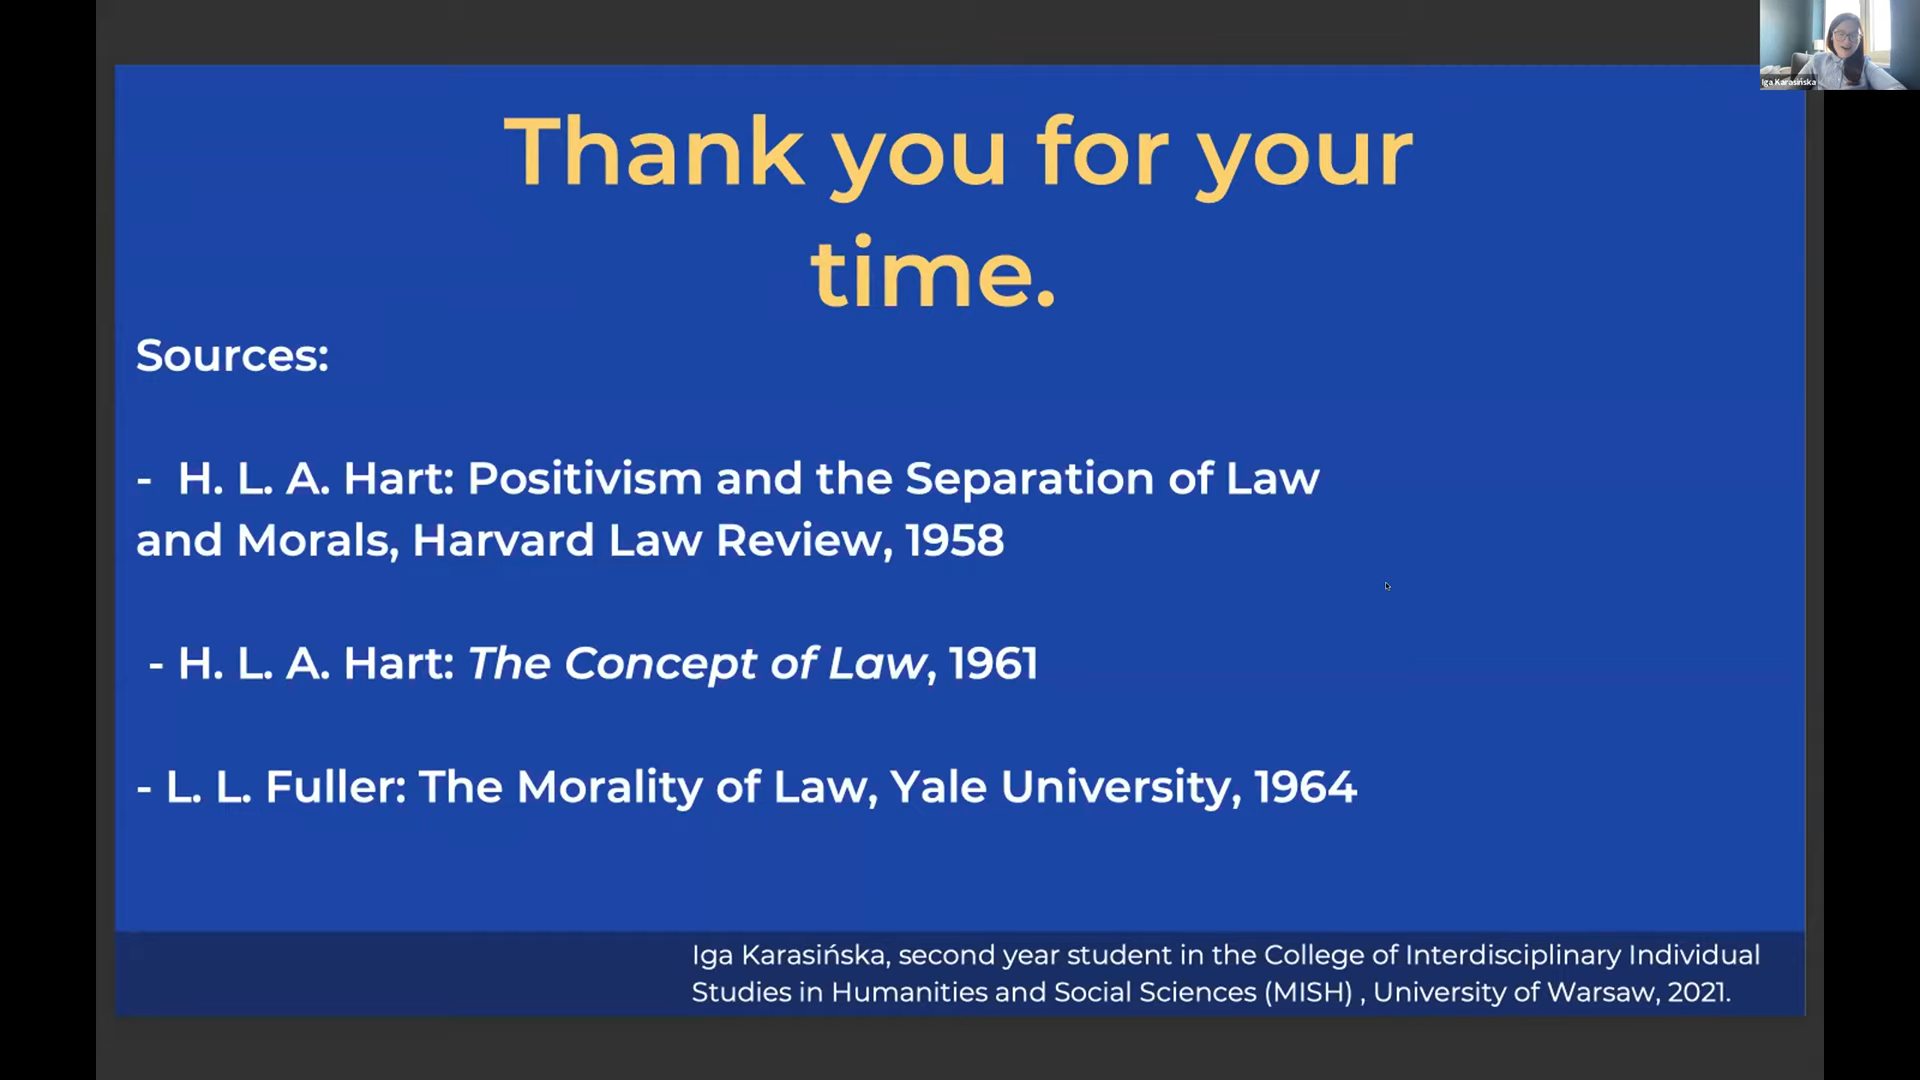 Iga Karasińska
Thank you for your
time.
Sources:
- H. L. A. Hart: Positivism and the Separation of Law
and Morals, Harvard Law Review, 1958
- H. L. A. Hart: The Concept of Law, 1961
- L. L. Fuller: The Morality of Law, Yale University, 1964
Iga Karasińska, second year student in the College of Interdisciplinary Individual
Studies in Humanities and Social Sciences (MISH) , University of Warsaw, 2021.